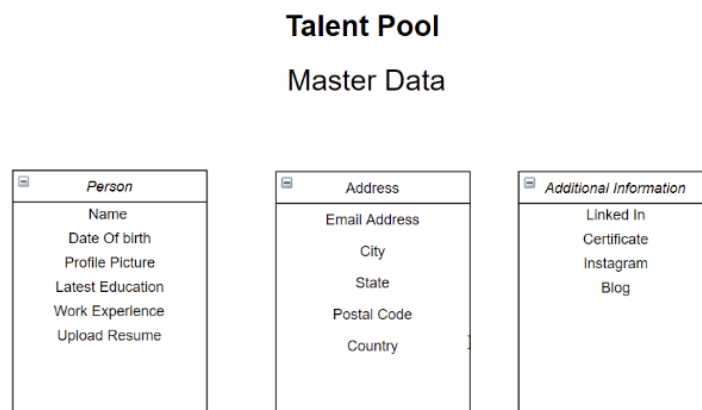 Talent Pool
Master Data
Person
Name
Date Of birth
Profile Picture
Latest Education
Work Experience
Upload Resume
Address
Email Address
City
State
Postal Code
Country
Additional Information
Linked In
Certificate
Instagram
Blog